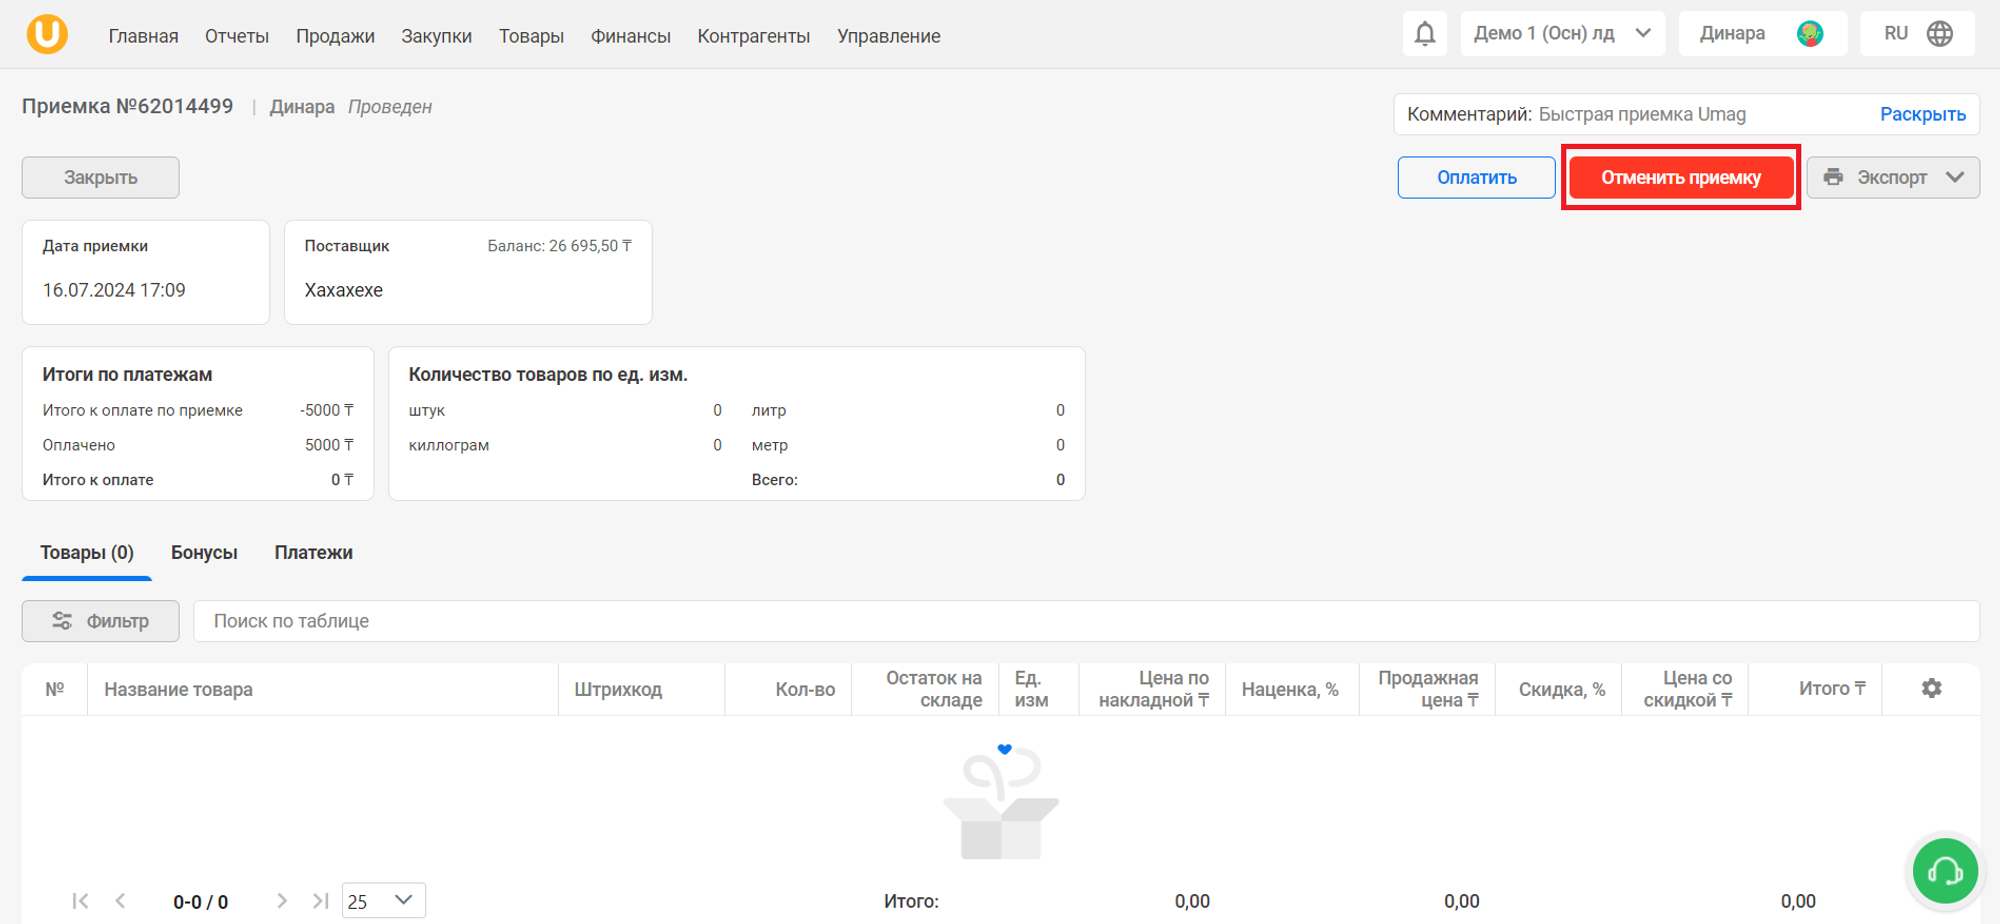 Главная Отчеты Продажи Закупки Товары Финансы Контрагенты Управление Демо 1 (Осн) лд Динара RU
Приемка №62014499 | Динара Проведен
Комментарий: Быстрая приемка Umag Раскрыть
Закрыть Оплатить Отменить приемку Экспорт
Дата приемки
16.07.2024 17:09
Поставщик Баланс: 26 695,50 ₸
Хахахехе
Итоги по платежам
Итого к оплате по приемке -5000 ₸
Оплачено 5000 ₸
Итого к оплате 0 ₸
Количество товаров по ед. изм.
штук 0 литр 0
киллограм 0 метр 0
Всего: 0
Товары (0) Бонусы Платежи
Фильтр Поиск по таблице
№ Название товара Штрихкод Кол-во Остаток на складе Ед. изм Цена по накладной ₸ Наценка, % Продажная цена ₸ Скидка, % Цена со скидкой ₸ Итого ₸
0-0 / 0 25 Итого: 0,00 0,00 0,00